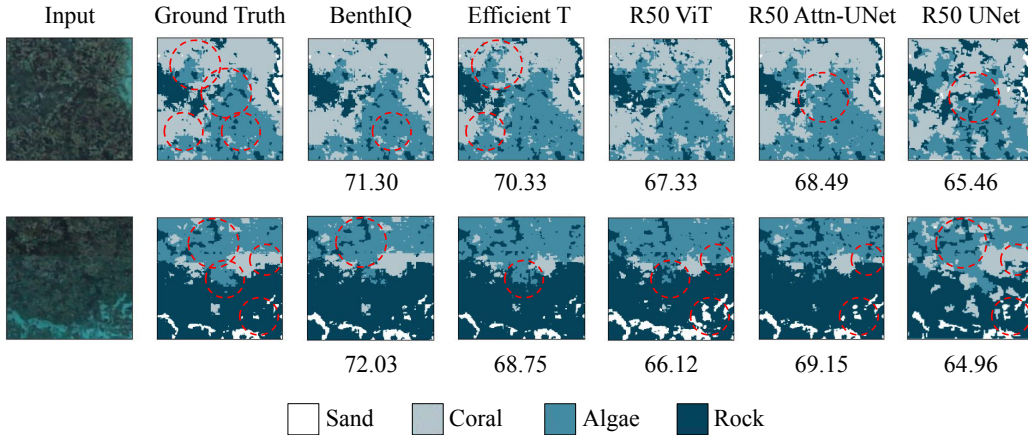 Input Ground Truth BenthIQ Efficient T R50 ViT R50 Attn-UNet R50 UNet
71.30 70.33 67.33 68.49 65.46
72.03 68.75 66.12 69.15 64.96
Sand Coral Algae Rock